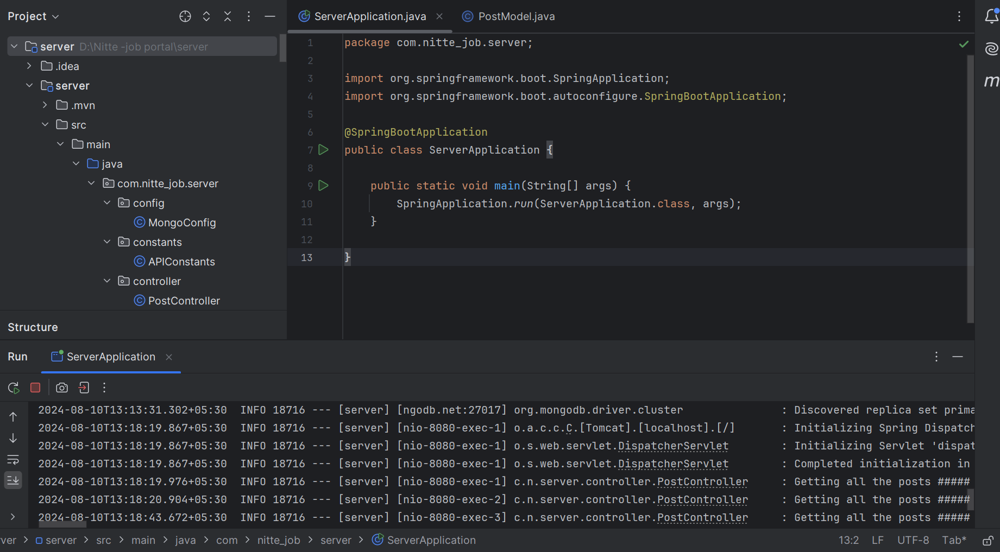 Project
server D:\Nitte -job portal\server
.idea
server
.mvn
src
main
java
com.nitte_job.server
config
MongoConfig
constants
APIConstants
controller
PostController
Structure
ServerApplication.java
PostModel.java
1 package com.nitte_job.server;
2
3 import org.springframework.boot.SpringApplication;
4 import org.springframework.boot.autoconfigure.SpringBootApplication;
5
6 @SpringBootApplication
7 public class ServerApplication {
8
9 public static void main(String[] args) {
10 SpringApplication.run(ServerApplication.class, args);
11 }
12
13 }
m
Run ServerApplication
2024-08-10T13:13:31.302+05:30 INFO 18716 --- [server] [ngodb.net:27017] org.mongodb.driver.cluster : Discovered replica set prima
2024-08-10T13:18:19.867+05:30 INFO 18716 --- [server] [nio-8080-exec-1] o.a.c.c.C.[Tomcat].[localhost].[/] : Initializing Spring Dispatch
2024-08-10T13:18:19.867+05:30 INFO 18716 --- [server] [nio-8080-exec-1] o.s.web.servlet.DispatcherServlet : Initializing Servlet 'dispat
2024-08-10T13:18:19.867+05:30 INFO 18716 --- [server] [nio-8080-exec-1] o.s.web.servlet.DispatcherServlet : Completed initialization in
2024-08-10T13:18:19.976+05:30 INFO 18716 --- [server] [nio-8080-exec-1] c.n.server.controller.PostController : Getting all the posts #####
2024-08-10T13:18:20.904+05:30 INFO 18716 --- [server] [nio-8080-exec-2] c.n.server.controller.PostController : Getting all the posts #####
2024-08-10T13:18:43.672+05:30 INFO 18716 --- [server] [nio-8080-exec-3] c.n.server.controller.PostController : Getting all the posts #####
ver > server > src > main > java > com > nitte_job > server > ServerApplication 13:2 LF UTF-8 Tab*